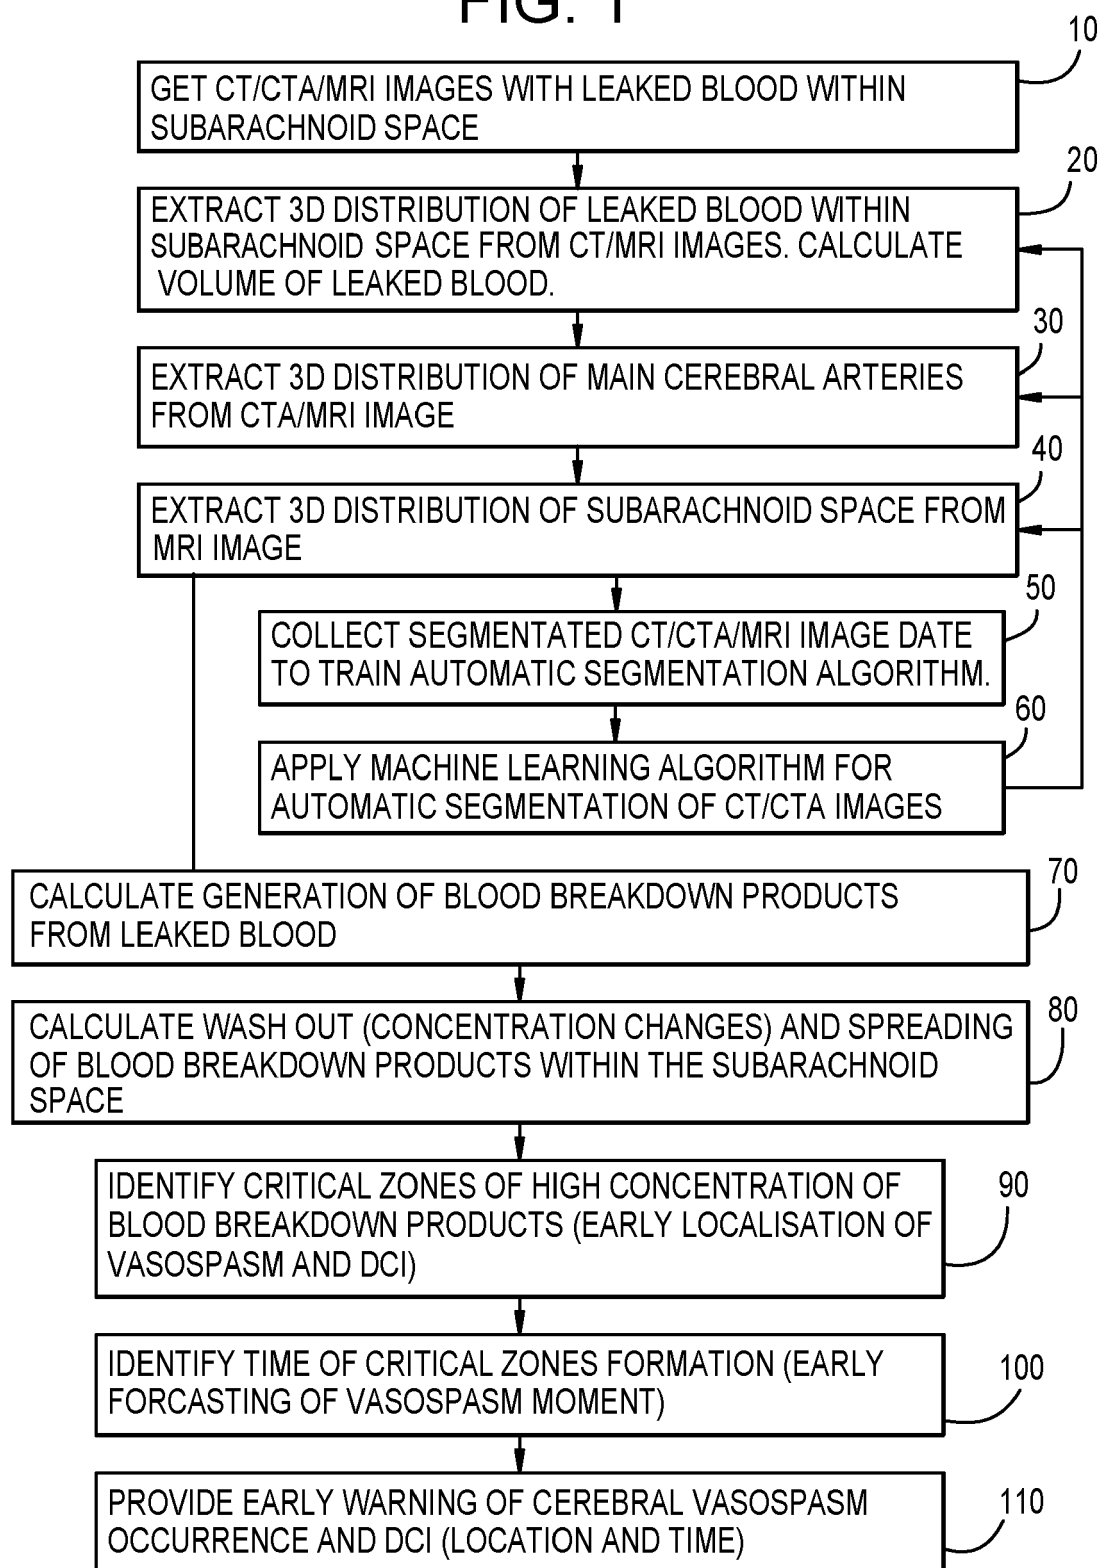 FIG. 1
10
GET CT/CTA/MRI IMAGES WITH LEAKED BLOOD WITHIN
SUBARACHNOID SPACE
20
EXTRACT 3D DISTRIBUTION OF LEAKED BLOOD WITHIN
SUBARACHNOID SPACE FROM CT/MRI IMAGES. CALCULATE
VOLUME OF LEAKED BLOOD.
30
EXTRACT 3D DISTRIBUTION OF MAIN CEREBRAL ARTERIES
FROM CTA/MRI IMAGE
40
EXTRACT 3D DISTRIBUTION OF SUBARACHNOID SPACE FROM
MRI IMAGE
50
COLLECT SEGMENTATED CT/CTA/MRI IMAGE DATE
TO TRAIN AUTOMATIC SEGMENTATION ALGORITHM.
60
APPLY MACHINE LEARNING ALGORITHM FOR
AUTOMATIC SEGMENTATION OF CT/CTA IMAGES
70
CALCULATE GENERATION OF BLOOD BREAKDOWN PRODUCTS
FROM LEAKED BLOOD
80
CALCULATE WASH OUT (CONCENTRATION CHANGES) AND SPREADING
OF BLOOD BREAKDOWN PRODUCTS WITHIN THE SUBARACHNOID
SPACE
90
IDENTIFY CRITICAL ZONES OF HIGH CONCENTRATION OF
BLOOD BREAKDOWN PRODUCTS (EARLY LOCALISATION OF
VASOSPASM AND DCI)
100
IDENTIFY TIME OF CRITICAL ZONES FORMATION (EARLY
FORCASTING OF VASOSPASM MOMENT)
110
PROVIDE EARLY WARNING OF CEREBRAL VASOSPASM
OCCURRENCE AND DCI (LOCATION AND TIME)